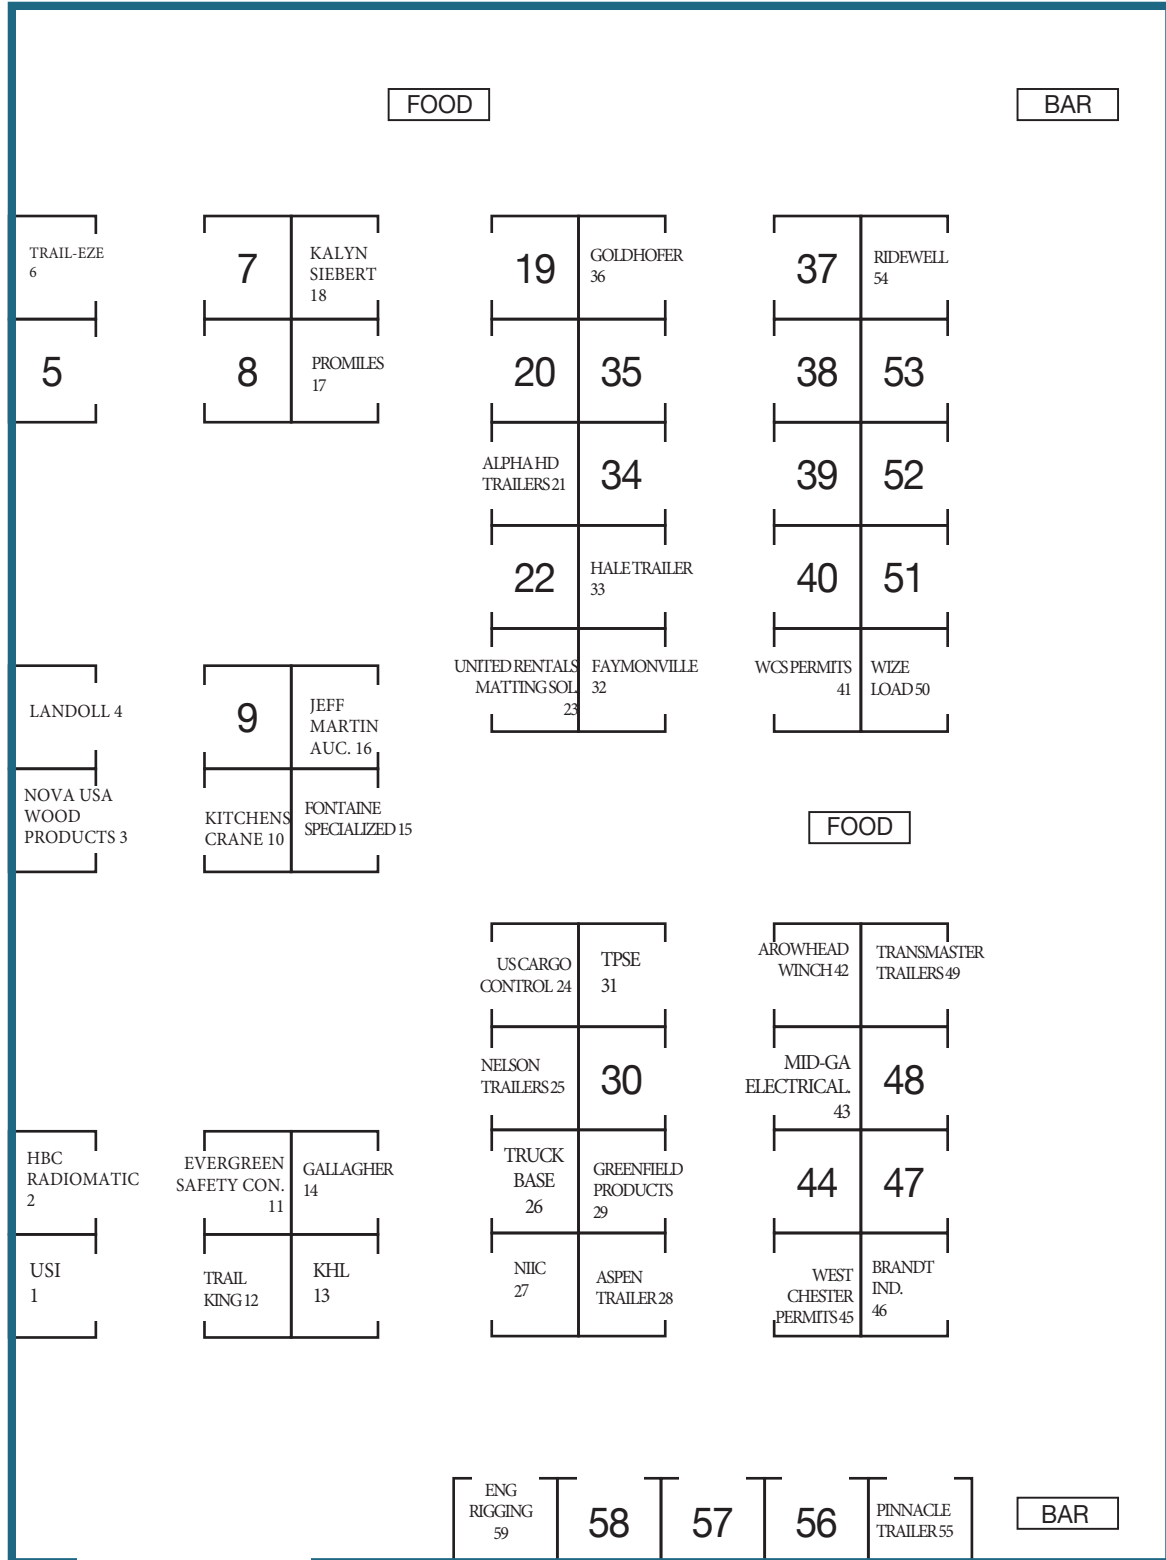 FOOD
BAR
TRAIL-EZE
6
7
KALYN
SIEBERT
18
19
GOLDHOFER
36
37
RIDEWELL
54
5
8
PROMILES
17
20
35
38
53
ALPHA HD
TRAILERS 21
34
39
52
22
HALE TRAILER
33
40
51
UNITED RENTALS
MATTING SOL.
23
FAYMONVILLE
32
WCS PERMITS
41
WIZE
LOAD 50
LANDOLL 4
9
JEFF
MARTIN
AUC. 16
NOVA USA
WOOD
PRODUCTS 3
KITCHENS
CRANE 10
FONTAINE
SPECIALIZED 15
FOOD
US CARGO
CONTROL 24
TPSE
31
AROWHEAD
WINCH 42
TRANSMASTER
TRAILERS 49
NELSON
TRAILERS 25
30
MID-GA
ELECTRICAL.
43
48
HBC
RADIOMATIC
2
EVERGREEN
SAFETY CON.
11
GALLAGHER
14
TRUCK
BASE
26
GREENFIELD
PRODUCTS
29
44
47
USI
1
TRAIL
KING 12
KHL
13
NIIC
27
ASPEN
TRAILER 28
WEST
CHESTER
PERMITS 45
BRANDT
IND.
46
ENG
RIGGING
59
58
57
56
PINNACLE
TRAILER 55
BAR